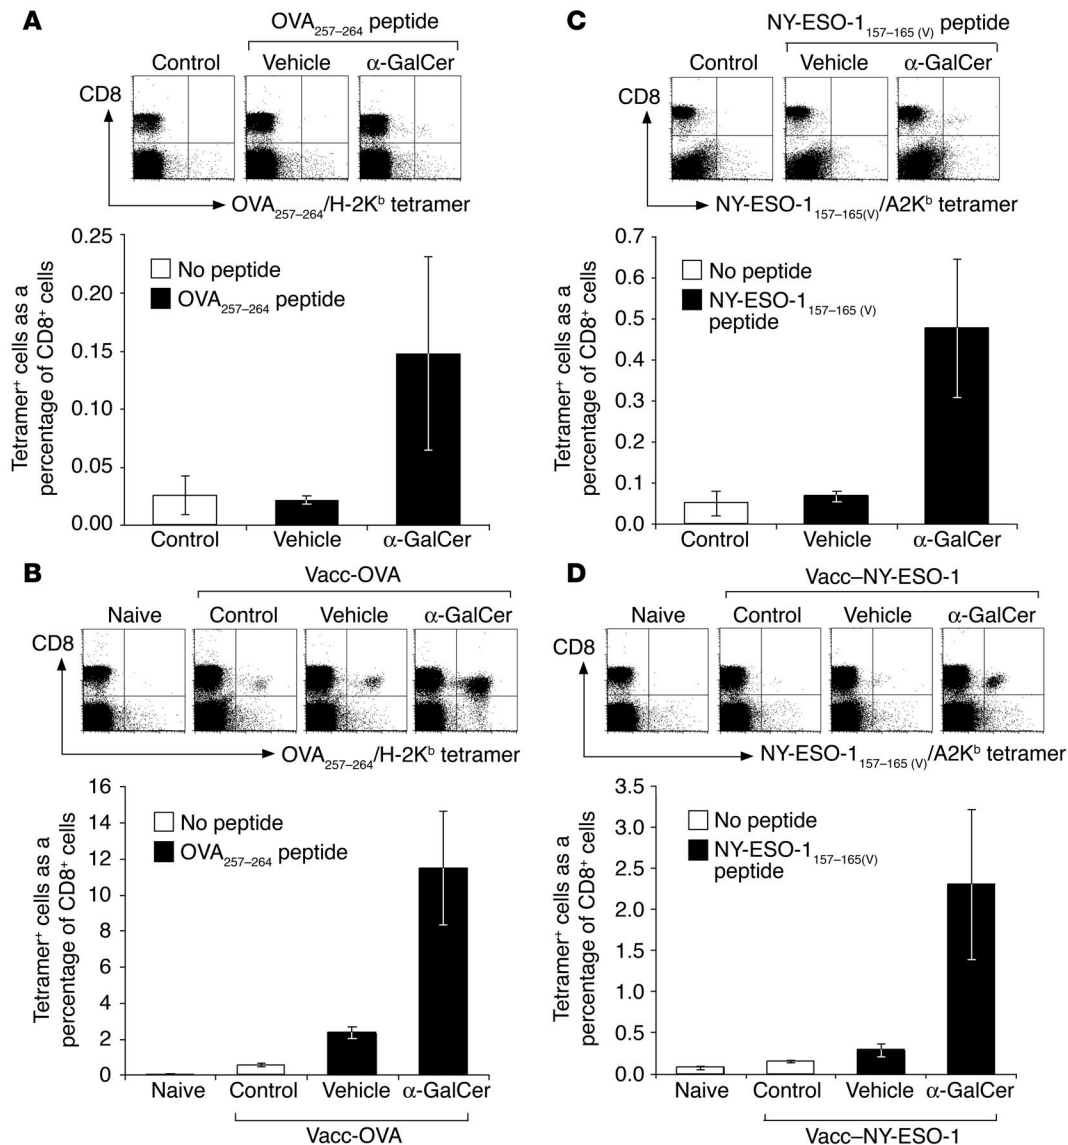 A
OVA257–264 peptide
Control Vehicle α-GalCer
CD8
OVA257–264/H-2Kb tetramer
Tetramer+ cells as a
percentage of CD8+ cells
0.25
0.20
0.15
0.10
0.05
0.00
No peptide
OVA257–264 peptide
Control Vehicle α-GalCer
B
Vacc-OVA
Naive Control Vehicle α-GalCer
CD8
OVA257–264/H-2Kb tetramer
Tetramer+ cells as a
percentage of CD8+ cells
16
14
12
10
8
6
4
2
0
No peptide
OVA257–264 peptide
Naive Control Vehicle α-GalCer
Vacc-OVA
C
NY-ESO-1157–165 (V) peptide
Control Vehicle α-GalCer
CD8
NY-ESO-1157–165(V)/A2Kb tetramer
Tetramer+ cells as a
percentage of CD8+ cells
0.7
0.6
0.5
0.4
0.3
0.2
0.1
0.0
No peptide
NY-ESO-1157–165 (V)
peptide
Control Vehicle α-GalCer
D
Vacc–NY-ESO-1
Naive Control Vehicle α-GalCer
CD8
NY-ESO-1157–165 (V)/A2Kb tetramer
Tetramer+ cells as a
percentage of CD8+ cells
3.5
3.0
2.5
2.0
1.5
1.0
0.5
0.0
No peptide
NY-ESO-1157–165(V)
peptide
Naive Control Vehicle α-GalCer
Vacc–NY-ESO-1